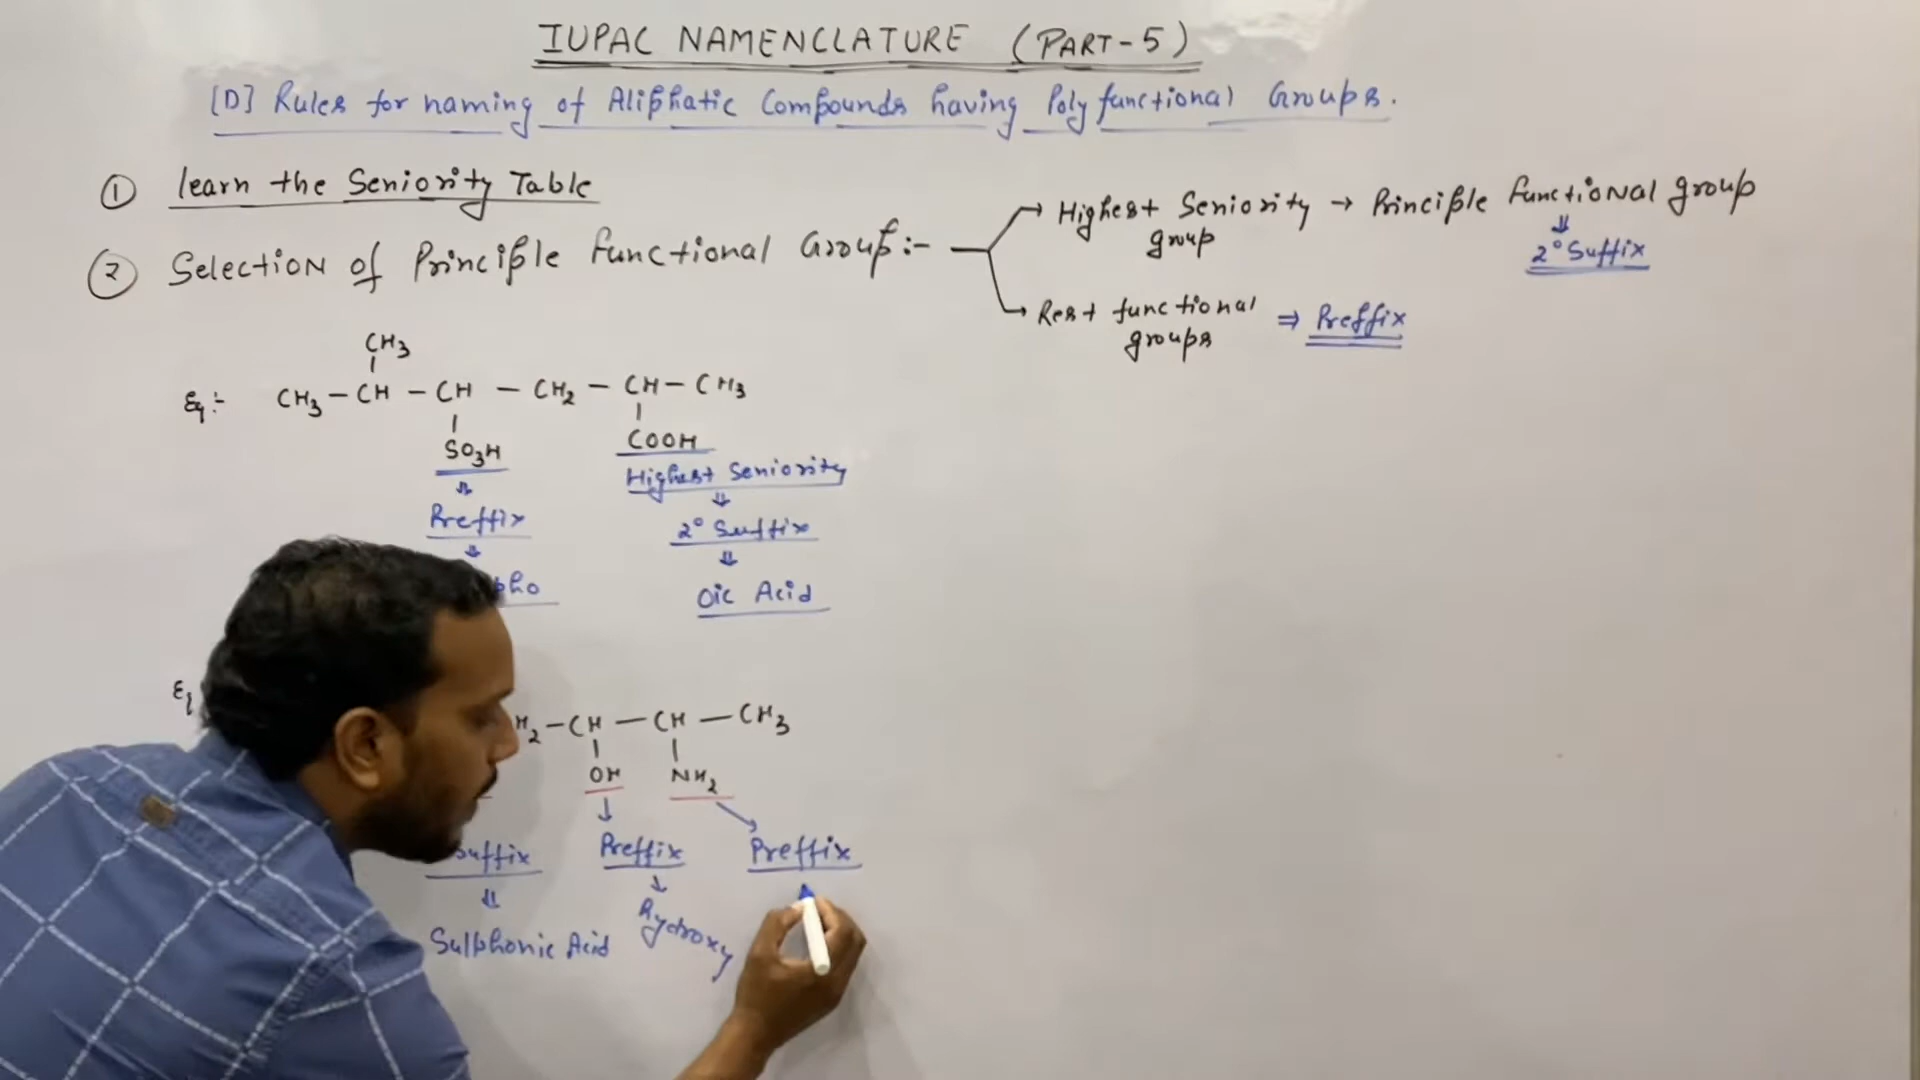 IUPAC NAMENCLATURE (PART-5)
[D] Rules for naming of Aliphatic Compounds having Polyfunctional Groups.
① learn the Seniority Table
② Selection of Principle functional Group:-
Highest Seniority group → Principle functional group
⇓
2° Suffix
Rest functional groups ⇒ Preffix
CH3
Eg:- CH3 - CH - CH - CH2 - CH - CH3
SO3H COOH
Highest Seniority
⇓ ⇓
Preffix 2° Suffix
⇓ ⇓
pho Oic Acid
Eg
H2 - CH - CH - CH3
OH NH2
suffix Preffix Preffix
⇓ ↓
Sulphonic Acid Hydroxy